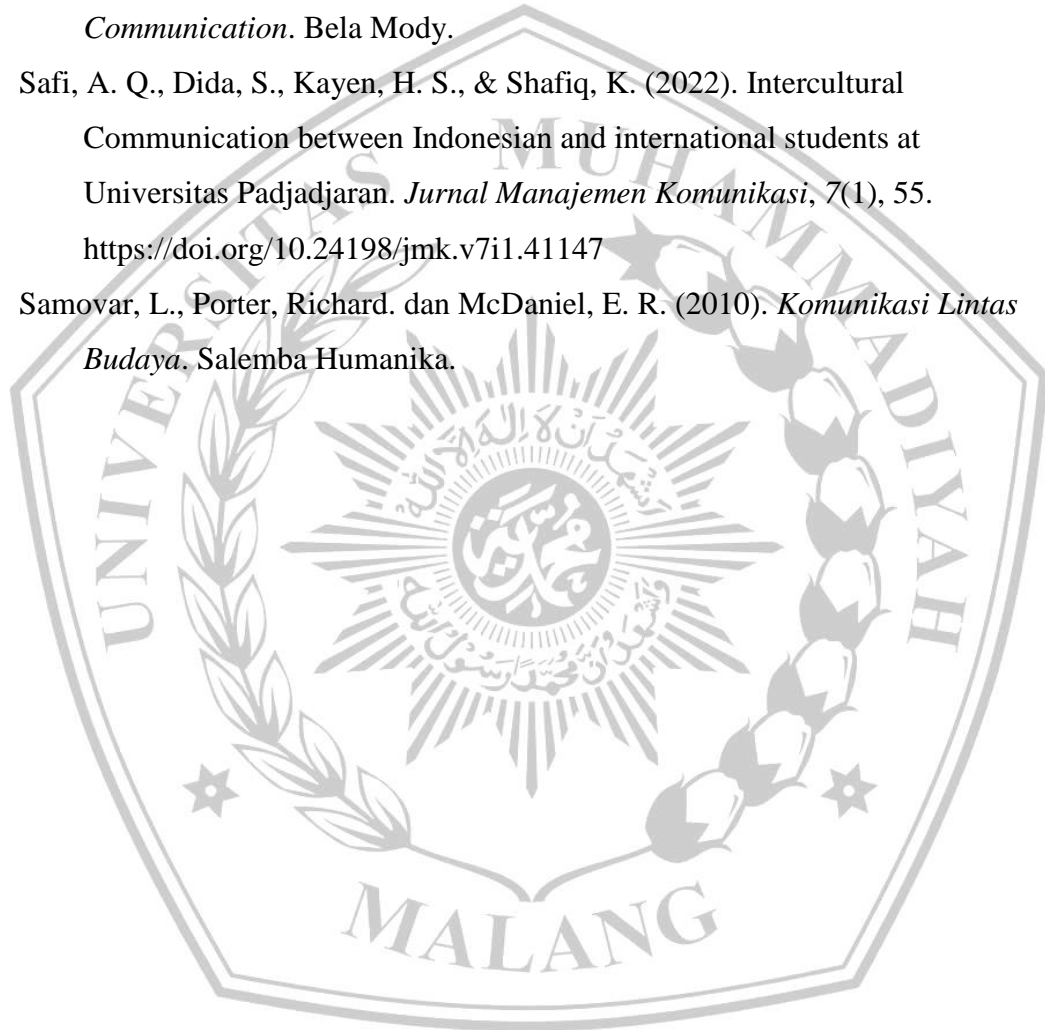 Communication. Bela Mody.
Safi, A. Q., Dida, S., Kayen, H. S., & Shafiq, K. (2022). Intercultural
Communication between Indonesian and international students at
Universitas Padjadjaran. Jurnal Manajemen Komunikasi, 7(1), 55.
https://doi.org/10.24198/jmk.v7i1.41147
Samovar, L., Porter, Richard. dan McDaniel, E. R. (2010). Komunikasi Lintas
Budaya. Salemba Humanika.
UNIVERSITAS MUHAMMADIYAH
MALANG